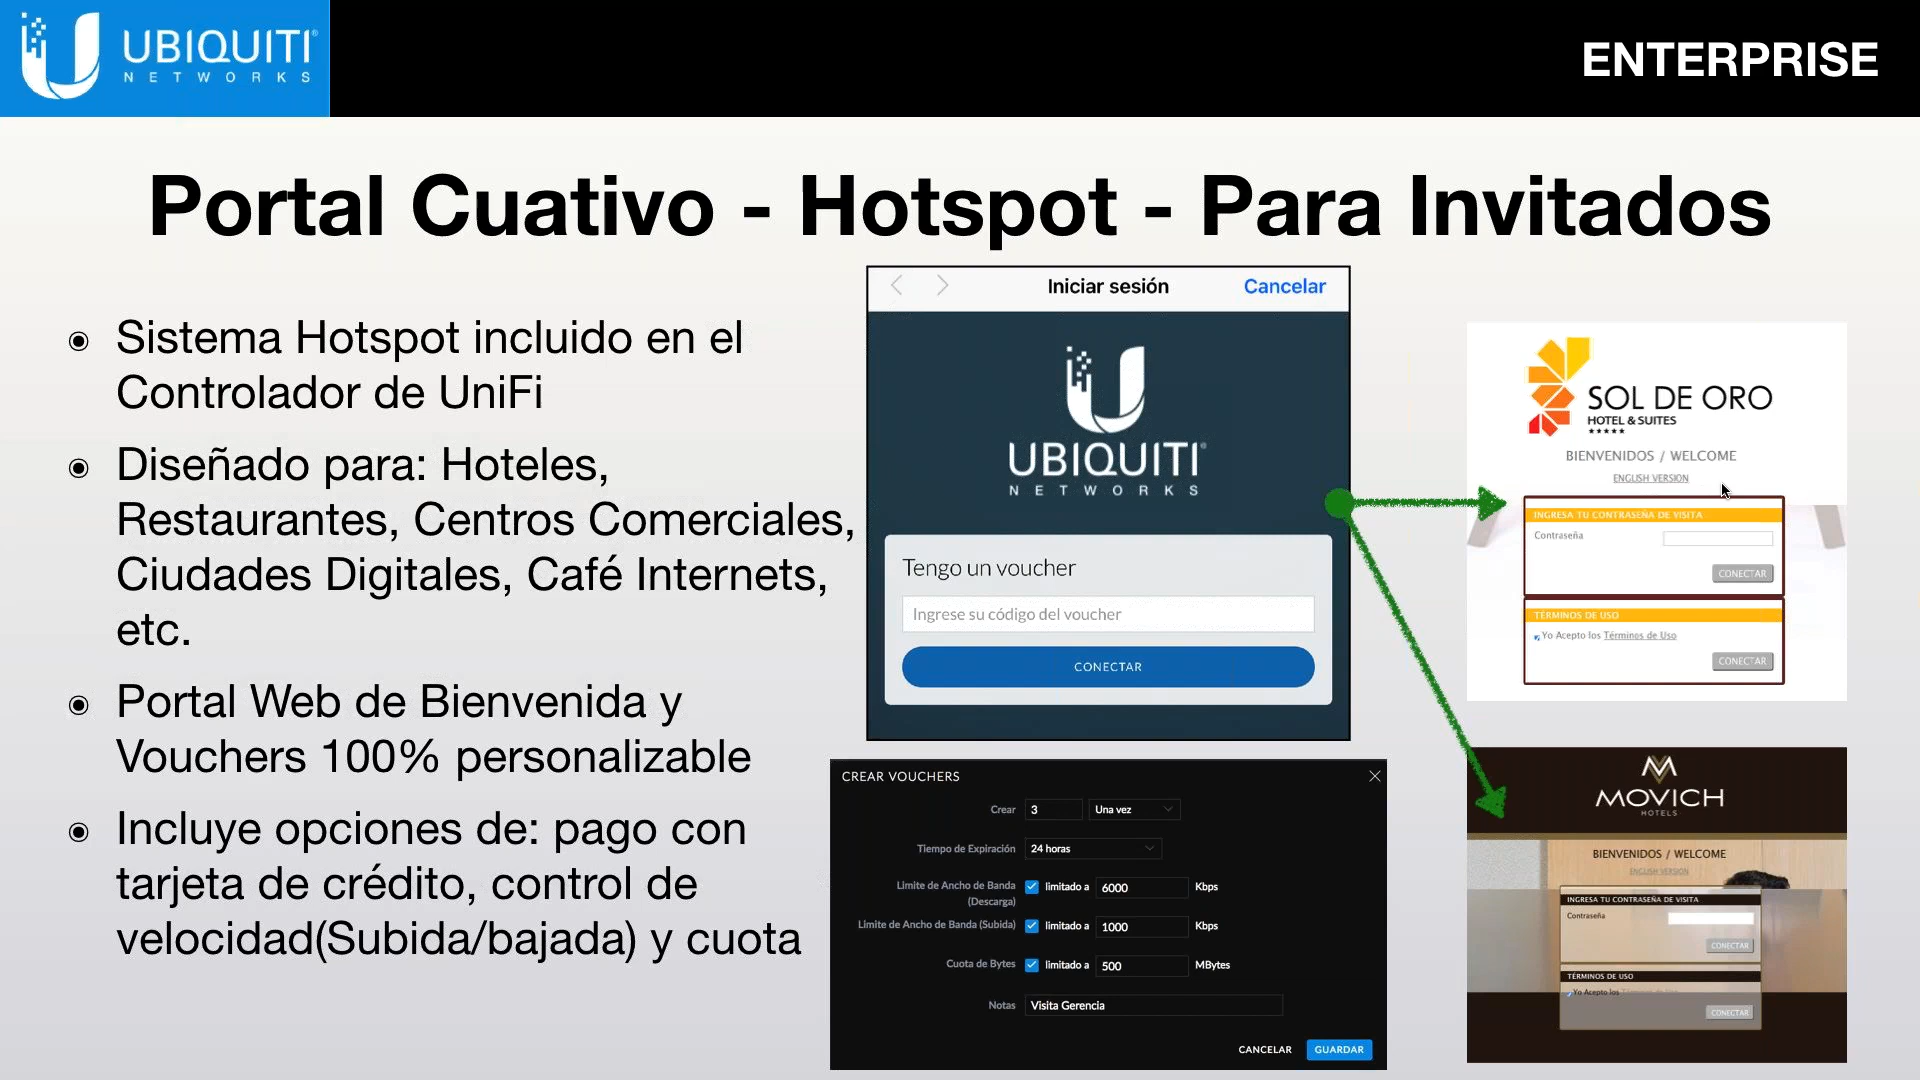 UBIQUITI
NETWORKS
ENTERPRISE
Portal Cuativo - Hotspot - Para Invitados
Sistema Hotspot incluido en el
Controlador de UniFi
Diseñado para: Hoteles,
Restaurantes, Centros Comerciales,
Ciudades Digitales, Café Internets,
etc.
Portal Web de Bienvenida y
Vouchers 100% personalizable
Incluye opciones de: pago con
tarjeta de crédito, control de
velocidad(Subida/bajada) y cuota
Iniciar sesión
Cancelar
UBIQUITI
NETWORKS
Tengo un voucher
Ingrese su código del voucher
CONECTAR
CREAR VOUCHERS
Crear 3 Una vez
Tiempo de Expiración 24 horas
Limite de Ancho de Banda limitado a 6000 Kbps
(Descarga)
Limite de Ancho de Banda (Subida) limitado a 1000 Kbps
Cuota de Bytes limitado a 500 MBytes
Notas Visita Gerencia
CANCELAR GUARDAR
SOL DE ORO
HOTEL & SUITES
BIENVENIDOS / WELCOME
ENGLISH VERSION
INGRESA TU CONTRASEÑA DE VISITA
Contraseña
CONECTAR
TÉRMINOS DE USO
Yo Acepto los Términos de Uso
CONECTAR
MOVICH
HOTELS
BIENVENIDOS / WELCOME
ENGLISH VERSION
INGRESA TU CONTRASEÑA DE VISITA
Contraseña
CONECTAR
TÉRMINOS DE USO
Yo Acepto los Términos de Uso
CONECTAR